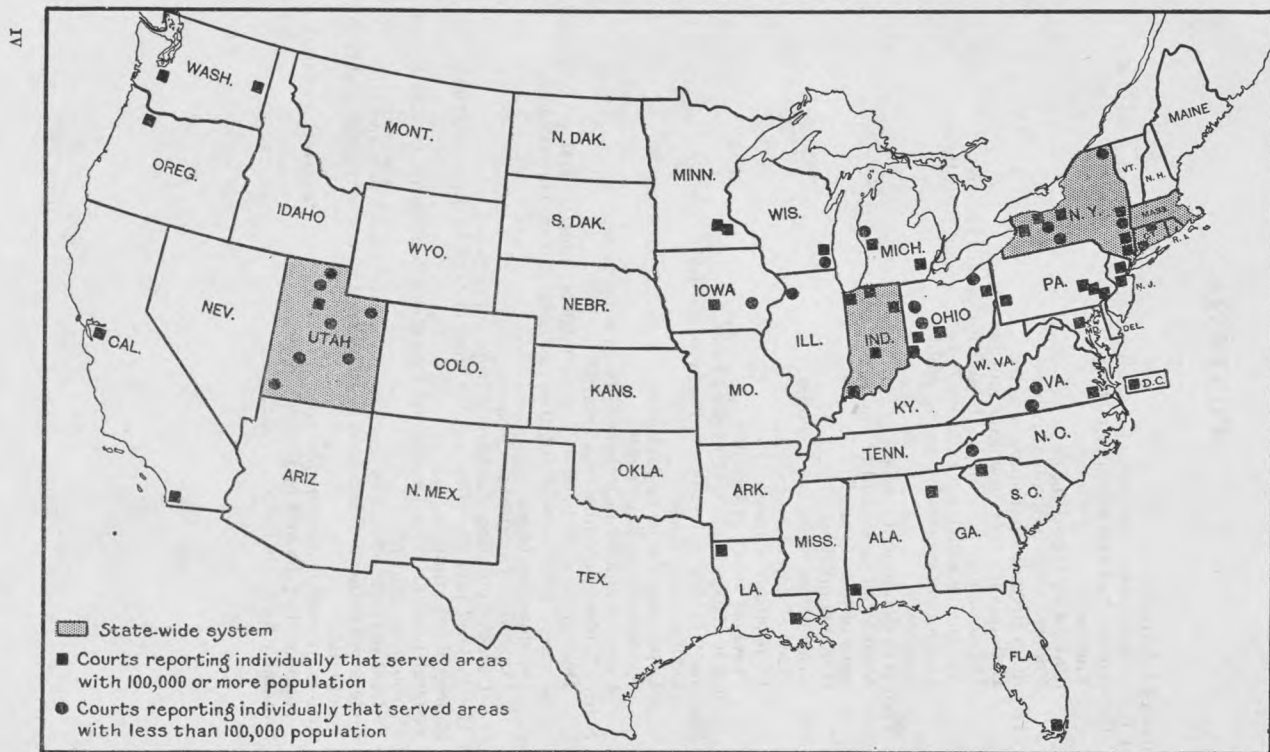 IV
WASH.
MONT.
N. DAK.
MINN.
MAINE
VT.
N. H.
OREG.
IDAHO
S. DAK.
WIS.
MICH.
N. Y.
MASS.
R. I.
WYO.
NEBR.
IOWA
PA.
N. J.
NEV.
UTAH
COLO.
ILL.
IND.
OHIO
MD.
DEL.
CAL.
KANS.
MO.
W. VA.
VA.
D.C.
KY.
N. C.
TENN.
ARIZ.
N. MEX.
OKLA.
ARK.
S. C.
MISS.
ALA.
GA.
TEX.
LA.
FLA.
State-wide system
Courts reporting individually that served areas
with 100,000 or more population
Courts reporting individually that served areas
with less than 100,000 population